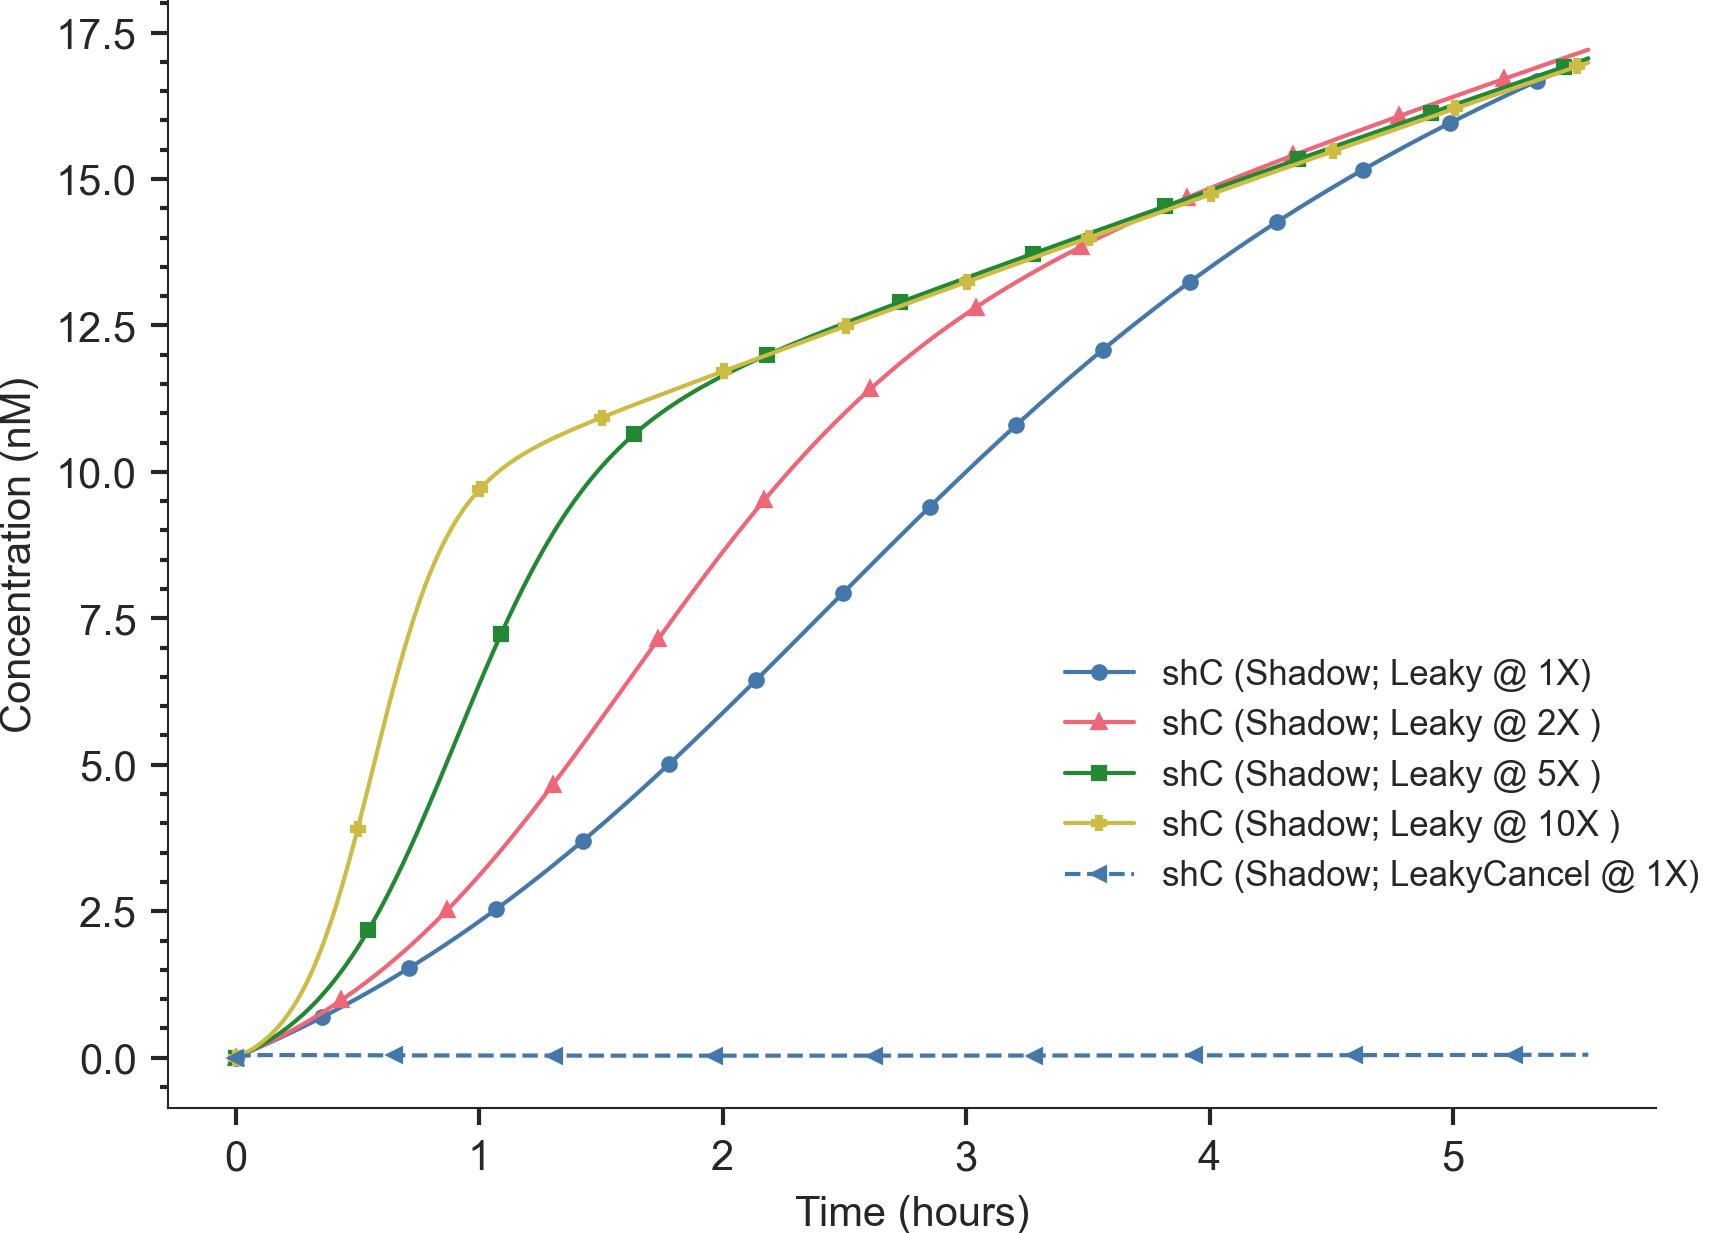 17.5
15.0
12.5
10.0
7.5
5.0
2.5
0.0
Concentration (nM)
shC (Shadow; Leaky @ 1X)
shC (Shadow; Leaky @ 2X )
shC (Shadow; Leaky @ 5X )
shC (Shadow; Leaky @ 10X )
shC (Shadow; LeakyCancel @ 1X)
0 1 2 3 4 5
Time (hours)